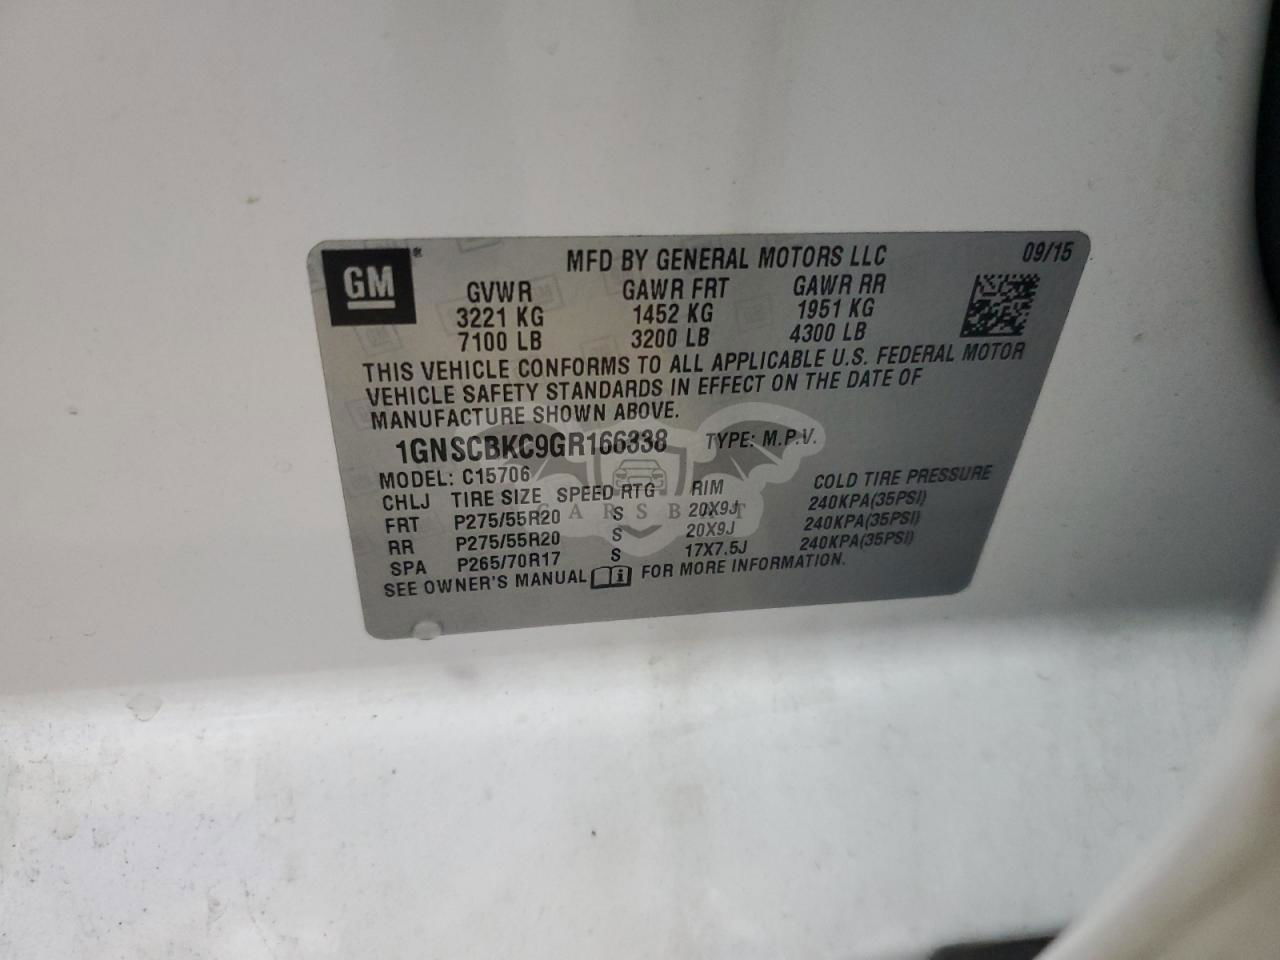 GM ®
MFD BY GENERAL MOTORS LLC 09/15
GVWR GAWR FRT GAWR RR
3221 KG 1452 KG 1951 KG
7100 LB 3200 LB 4300 LB
THIS VEHICLE CONFORMS TO ALL APPLICABLE U.S. FEDERAL MOTOR
VEHICLE SAFETY STANDARDS IN EFFECT ON THE DATE OF
MANUFACTURE SHOWN ABOVE.
1GNSCBKC9GR166338 TYPE: M.P.V.
MODEL: C15706
CHLJ TIRE SIZE SPEED RTG RIM COLD TIRE PRESSURE
FRT P275/55R20 S 20X9J 240KPA(35PSI)
RR P275/55R20 S 20X9J 240KPA(35PSI)
SPA P265/70R17 S 17X7.5J 240KPA(35PSI)
SEE OWNER'S MANUAL FOR MORE INFORMATION.